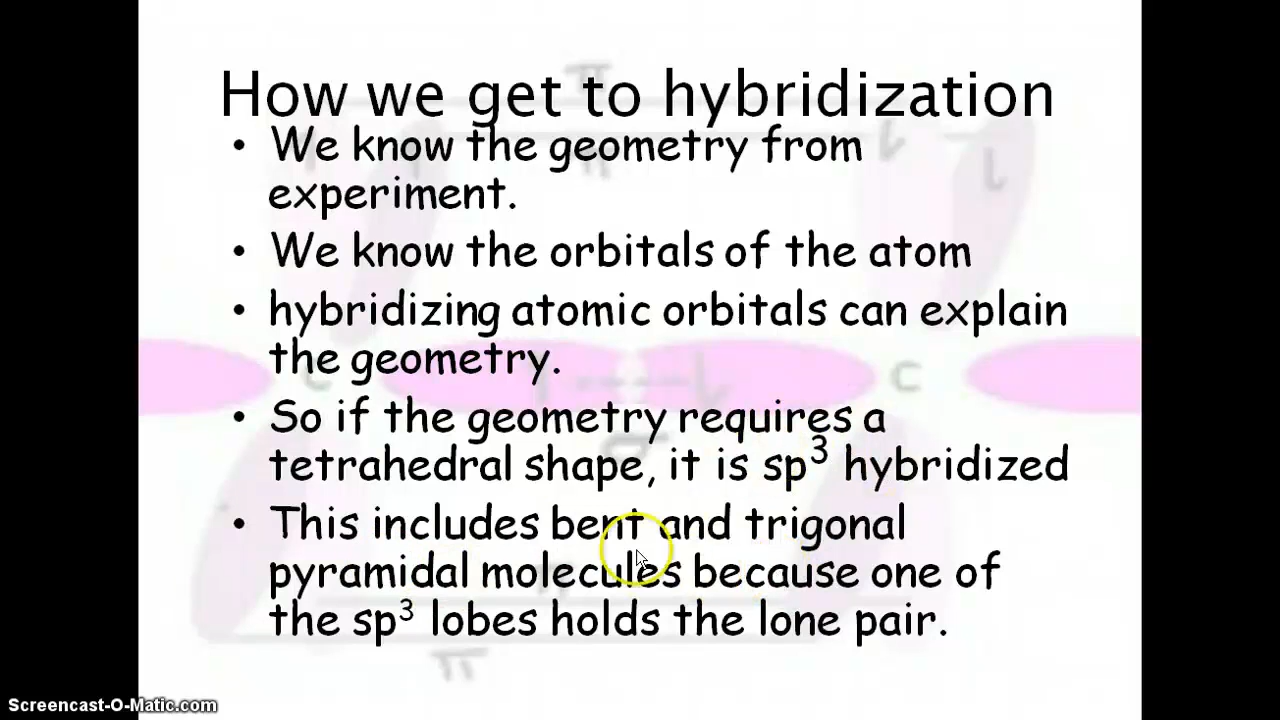 How we get to hybridization
• We know the geometry from
experiment.
• We know the orbitals of the atom
• hybridizing atomic orbitals can explain
the geometry.
• So if the geometry requires a
tetrahedral shape, it is sp³ hybridized
• This includes bent and trigonal
pyramidal molecules because one of
the sp³ lobes holds the lone pair.
C
σ
π
Screencast-O-Matic.com